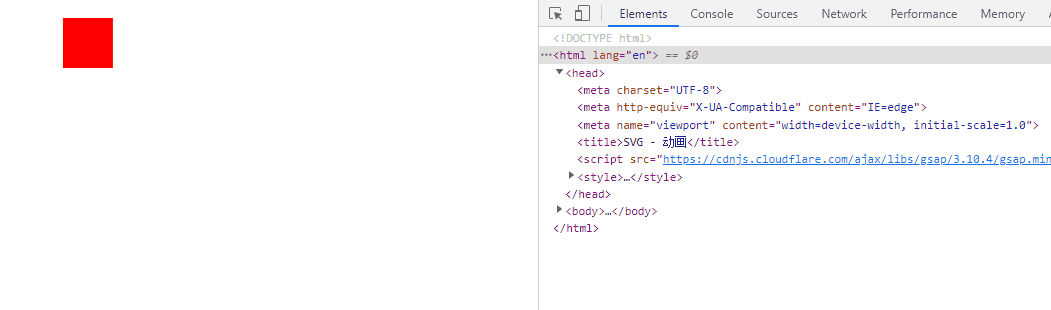 Elements Console Sources Network Performance Memory
<!DOCTYPE html>
···<html lang="en"> == $0
▼<head>
<meta charset="UTF-8">
<meta http-equiv="X-UA-Compatible" content="IE=edge">
<meta name="viewport" content="width=device-width, initial-scale=1.0">
<title>SVG - 动画</title>
<script src="https://cdnjs.cloudflare.com/ajax/libs/gsap/3.10.4/gsap.min
▶<style>…</style>
</head>
▶<body>…</body>
</html>